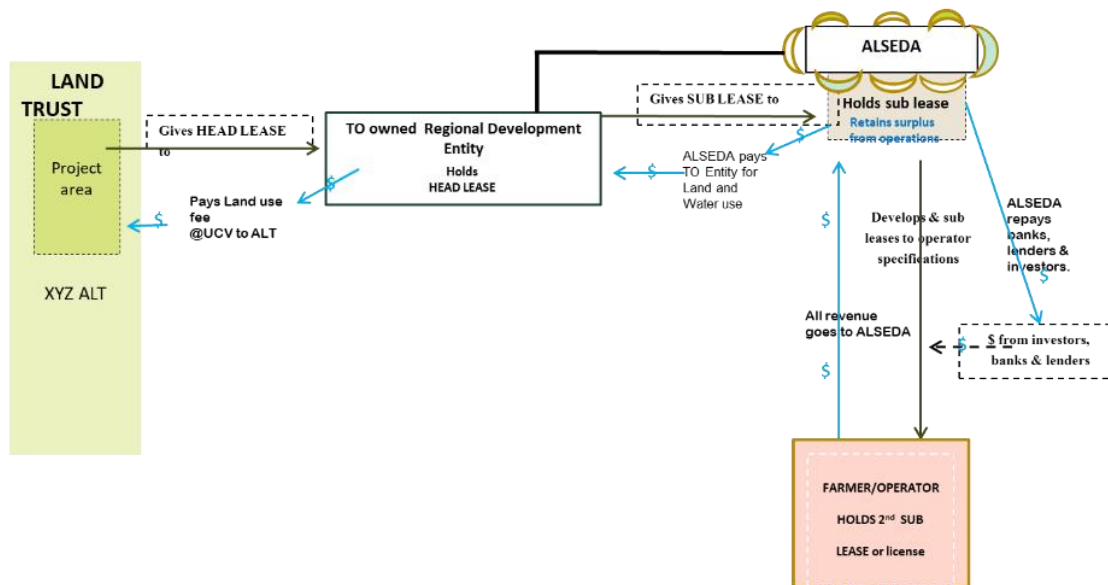 LAND
TRUST
Project
area
XYZ ALT
Gives HEAD LEASE
to
Pays Land use
fee
@UCV to ALT
$
$
TO owned Regional Development
Entity
Holds
HEAD LEASE
Gives SUB LEASE to
$
$
ALSEDA pays
TO Entity for
Land and
Water use
ALSEDA
Holds sub lease
Retains surplus
from operations
Develops & sub
leases to operator
specifications
ALSEDA
repays
banks,
lenders &
investors.
$
$
All revenue
goes to ALSEDA
$
$
$ from investors,
banks & lenders
FARMER/OPERATOR
HOLDS 2nd SUB
LEASE or license